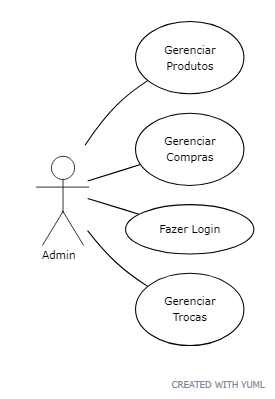 Gerenciar
Produtos
Gerenciar
Compras
Fazer Login
Admin
Gerenciar
Trocas
CREATED WITH YUML